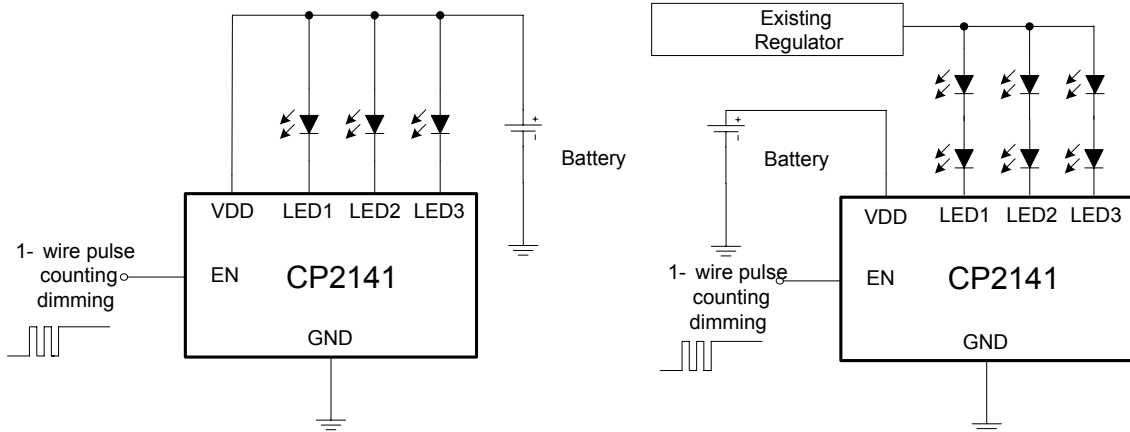 Battery
VDD LED1 LED2 LED3
1- wire pulse
counting
dimming
EN
CP2141
GND
Existing
Regulator
+
-
Battery
VDD LED1 LED2 LED3
1- wire pulse
counting
dimming
EN
CP2141
GND
+
-